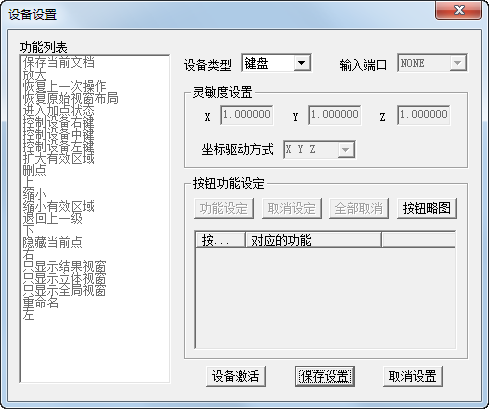 设备设置
功能列表
保存当前文档
放大
恢复上一次操作
恢复原始视窗布局
进入加点状态
控制设备右键
控制设备中键
控制设备左键
扩大有效区域
删点
上
缩小
缩小有效区域
退回上一级
下
隐藏当前点
右
只显示结果视窗
只显示立体视窗
只显示全局视窗
重命名
左
设备类型 键盘 输入端口 NONE
灵敏度设置
X 1.000000 Y 1.000000 Z 1.000000
坐标驱动方式 X Y Z
按钮功能设定
功能设定 取消设定 全部取消 按钮略图
按... 对应的功能
设备激活 保存设置 取消设置